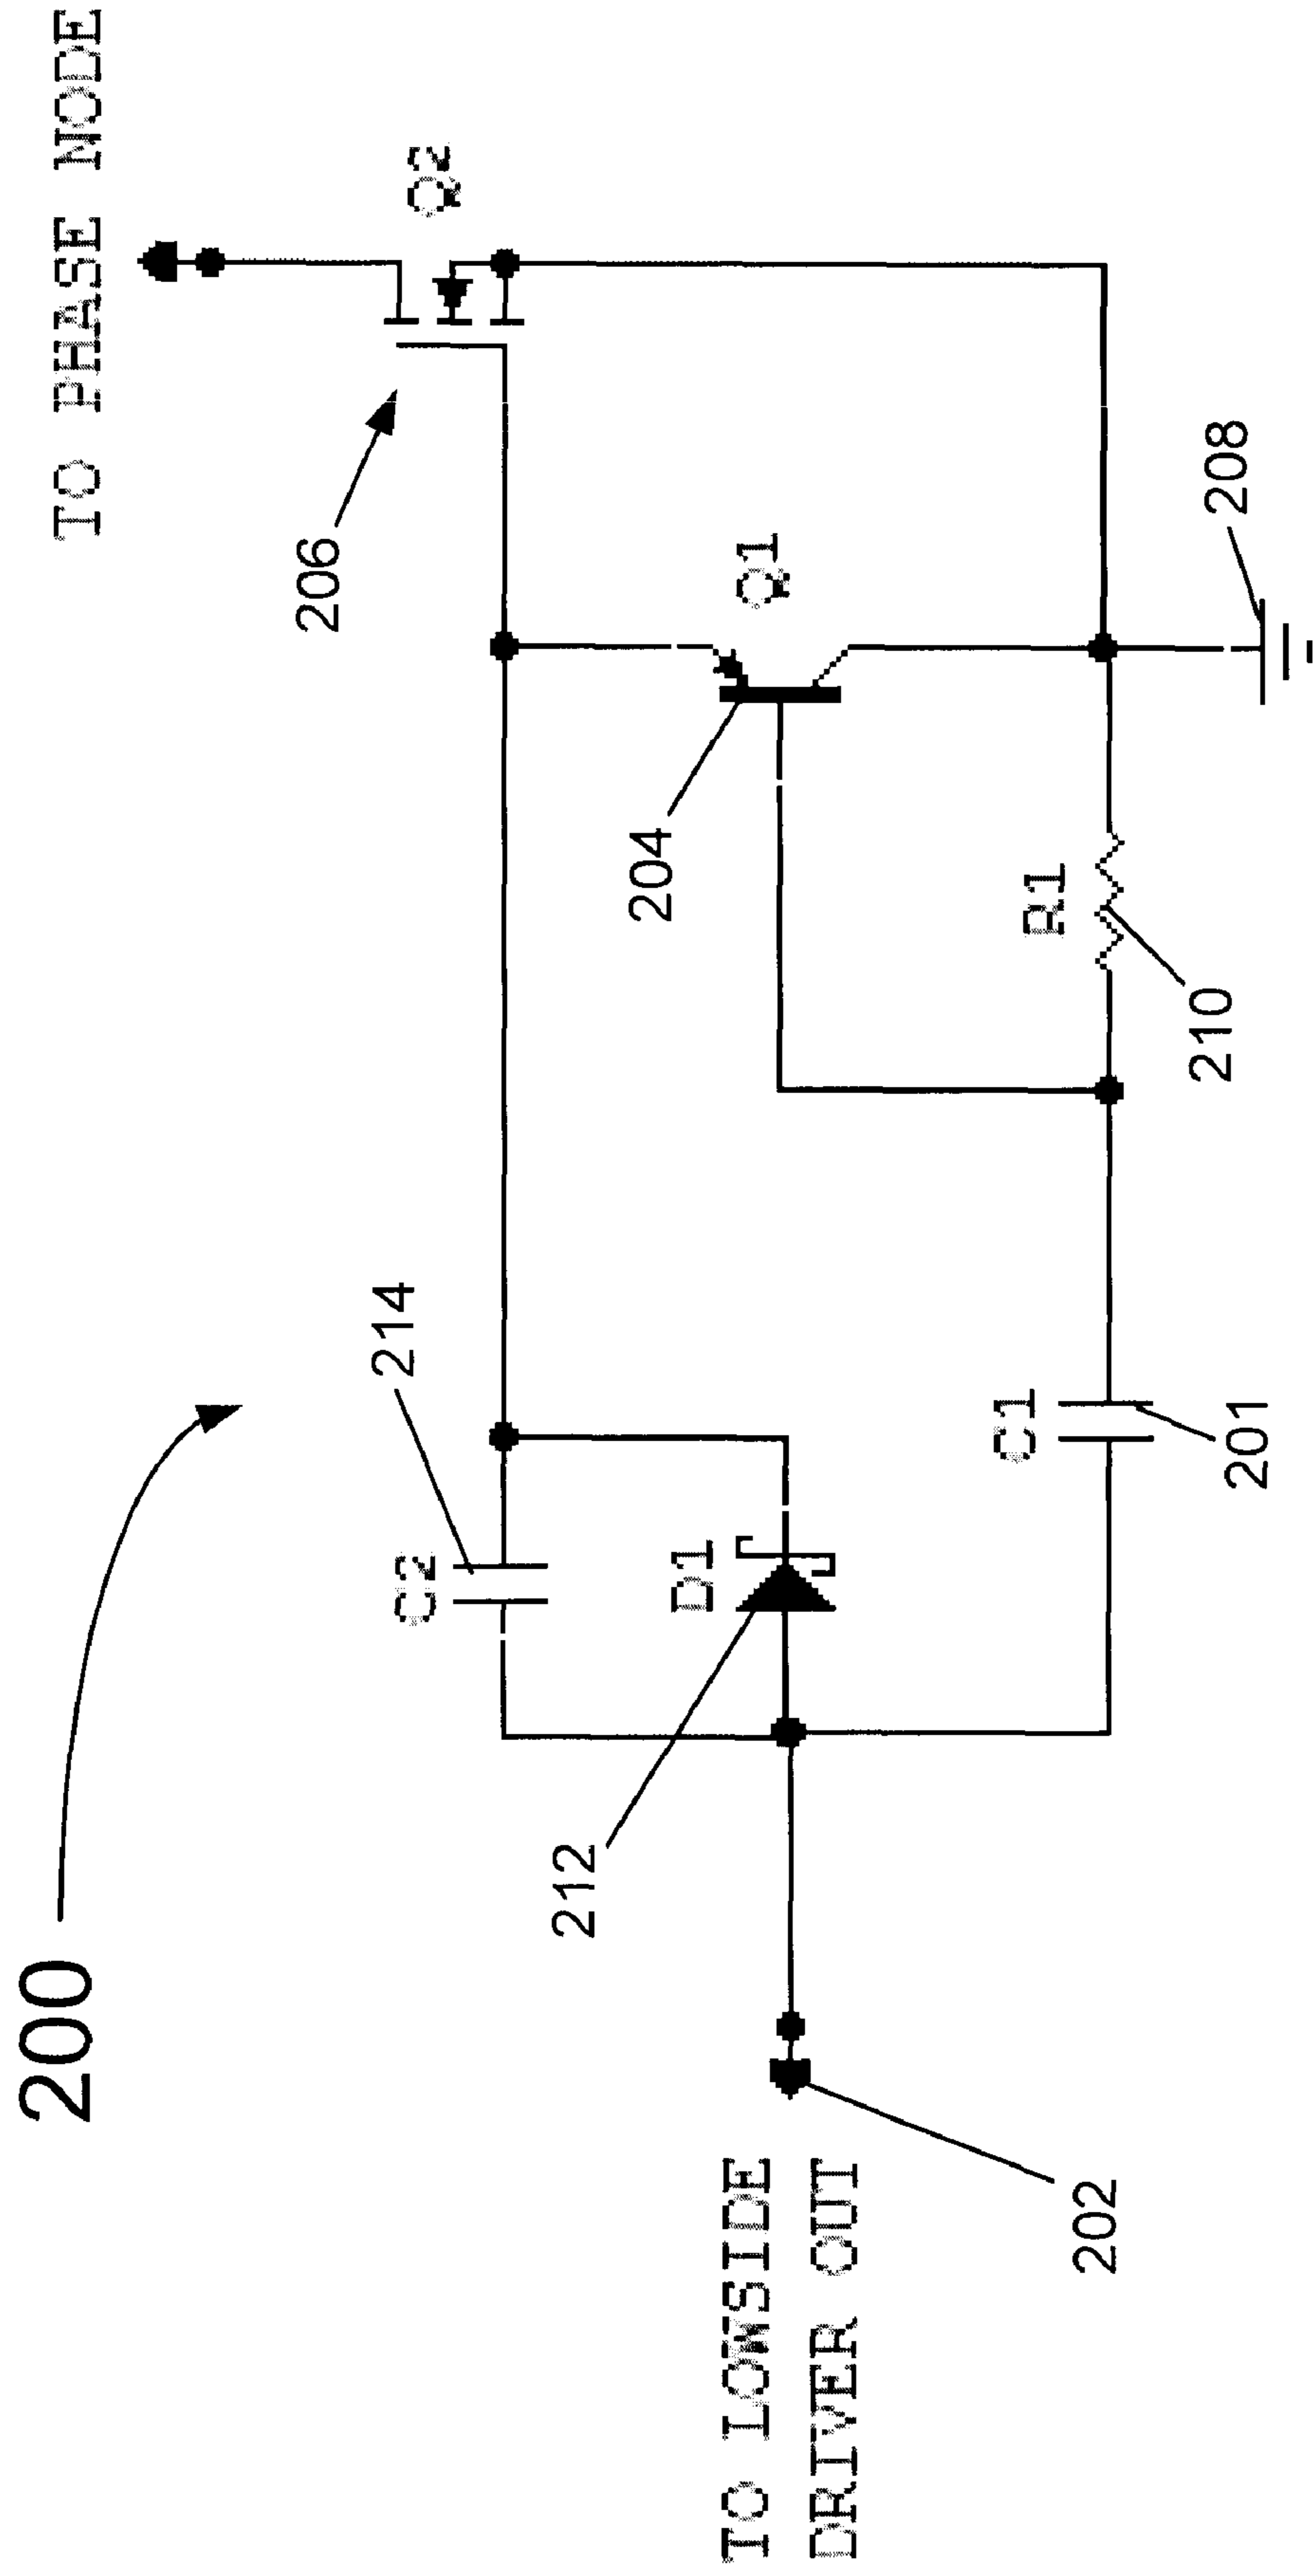 200
TO PHASE NODE
206
Q2
214
C2
204
Q1
212
D1
R1
210
208
C1
201
TO LOWSIDE
DRIVER OUT
202